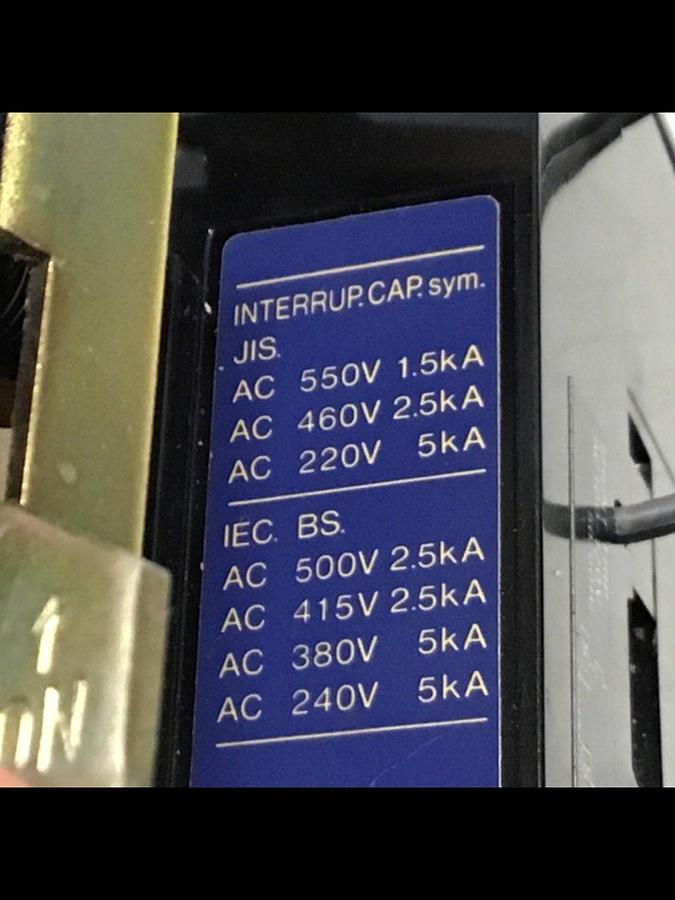 INTERRUP.CAP.sym.
JIS.
AC 550V 1.5kA
AC 460V 2.5kA
AC 220V 5kA
IEC. BS.
AC 500V 2.5kA
AC 415V 2.5kA
AC 380V 5kA
AC 240V 5kA
1
ON